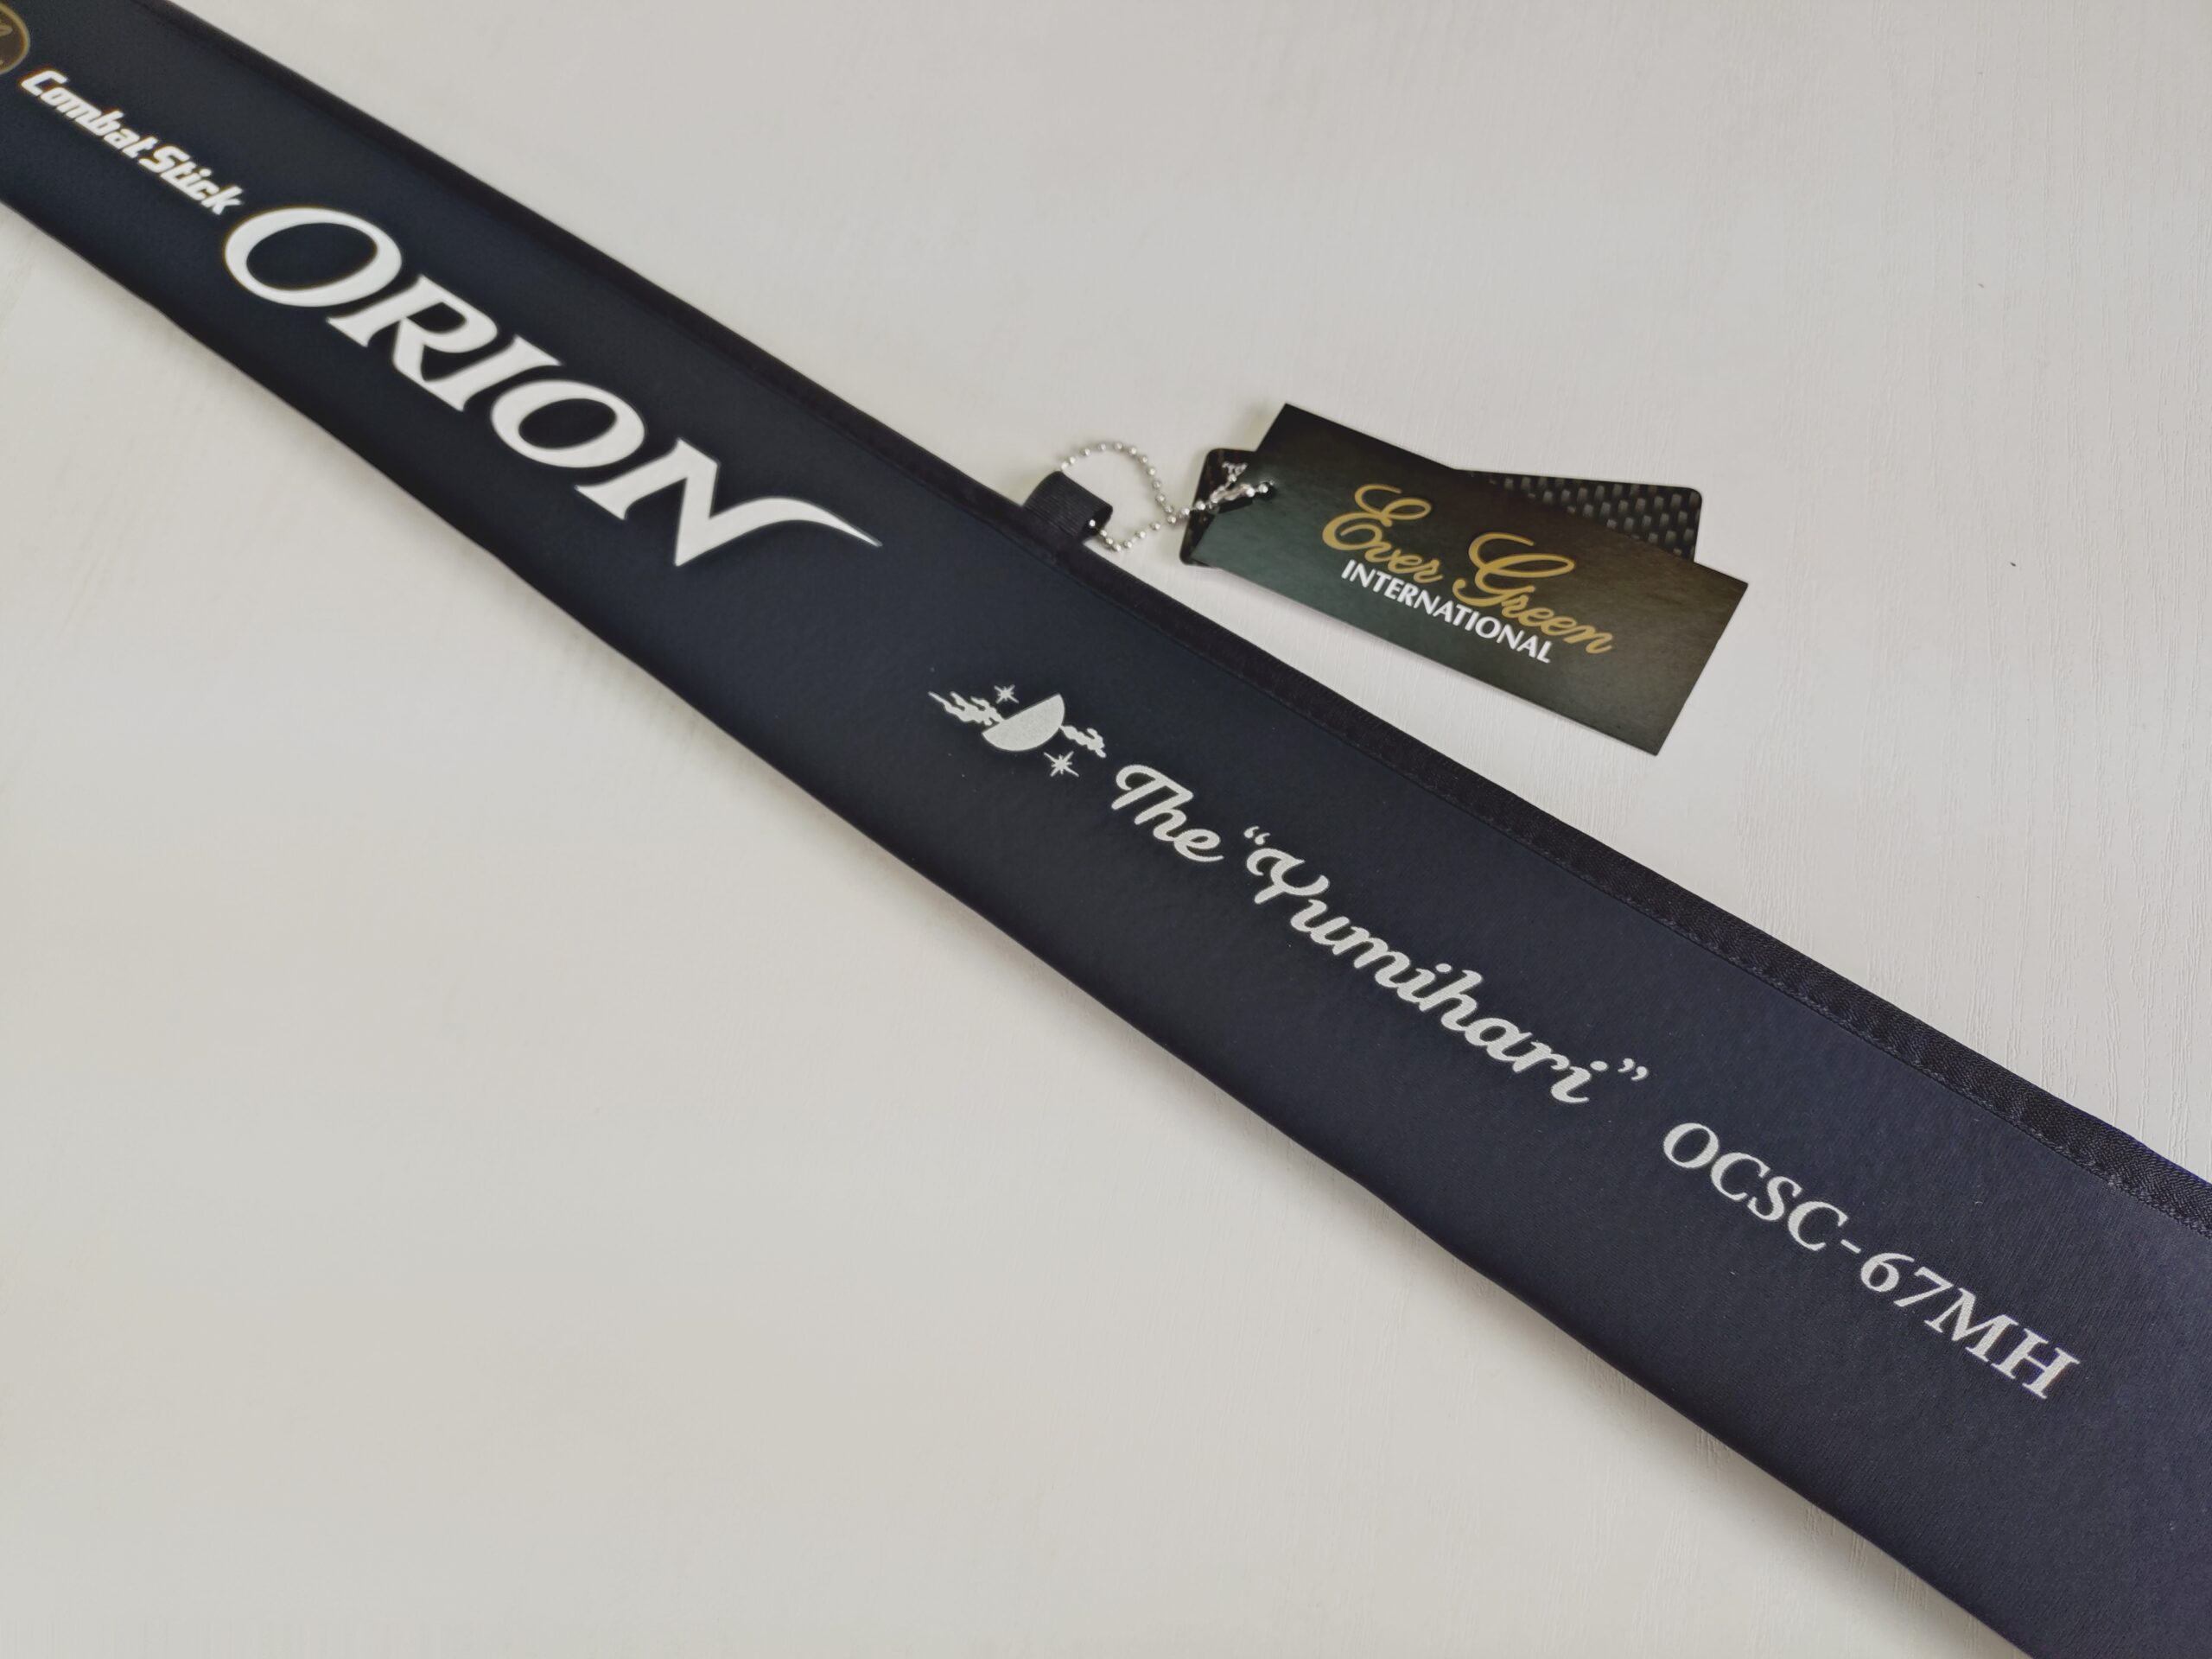 Combat Stick
ORION
The “Yumihari” OCSC-67MH
Ever Green
INTERNATIONAL